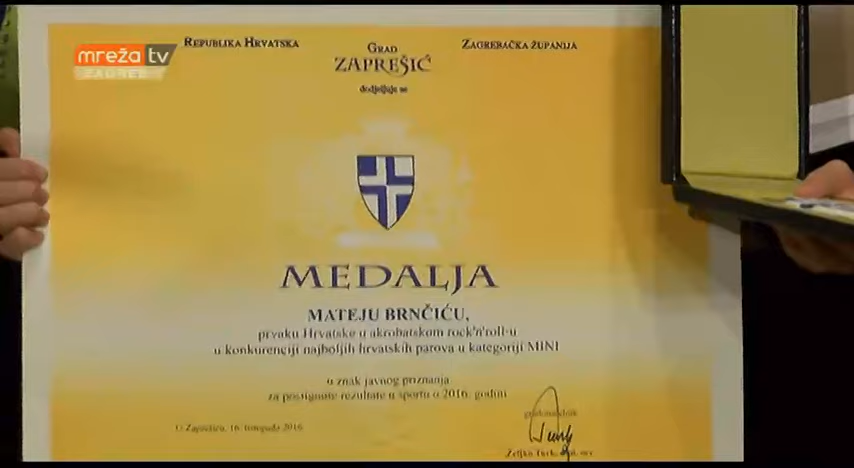 mreža tv
ZAGREB
REPUBLIKA HRVATSKA
GRAD
ZAPREŠIĆ
ZAGREBAČKA ŽUPANIJA
dodjeljuje se
MEDALJA
MATEJU BRNČIĆU,
prvaku Hrvatske u akrobatskom rock'n'roll-u
u konkurenciji najboljih hrvatskih parova u kategoriji MINI
u znak javnog priznanja
za postignute rezultate u sportu u 2016. godini
U Zaprešiću, 16. listopada 2016.
gradonačelnik
Željko Turk,